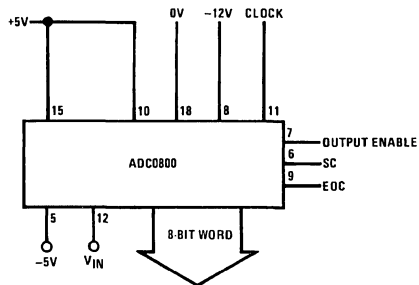 +5V 0V −12V CLOCK
15 10 18 8 11
7 OUTPUT ENABLE
ADC0800
6 SC
9 EOC
5 12
8-BIT WORD
−5V VIN